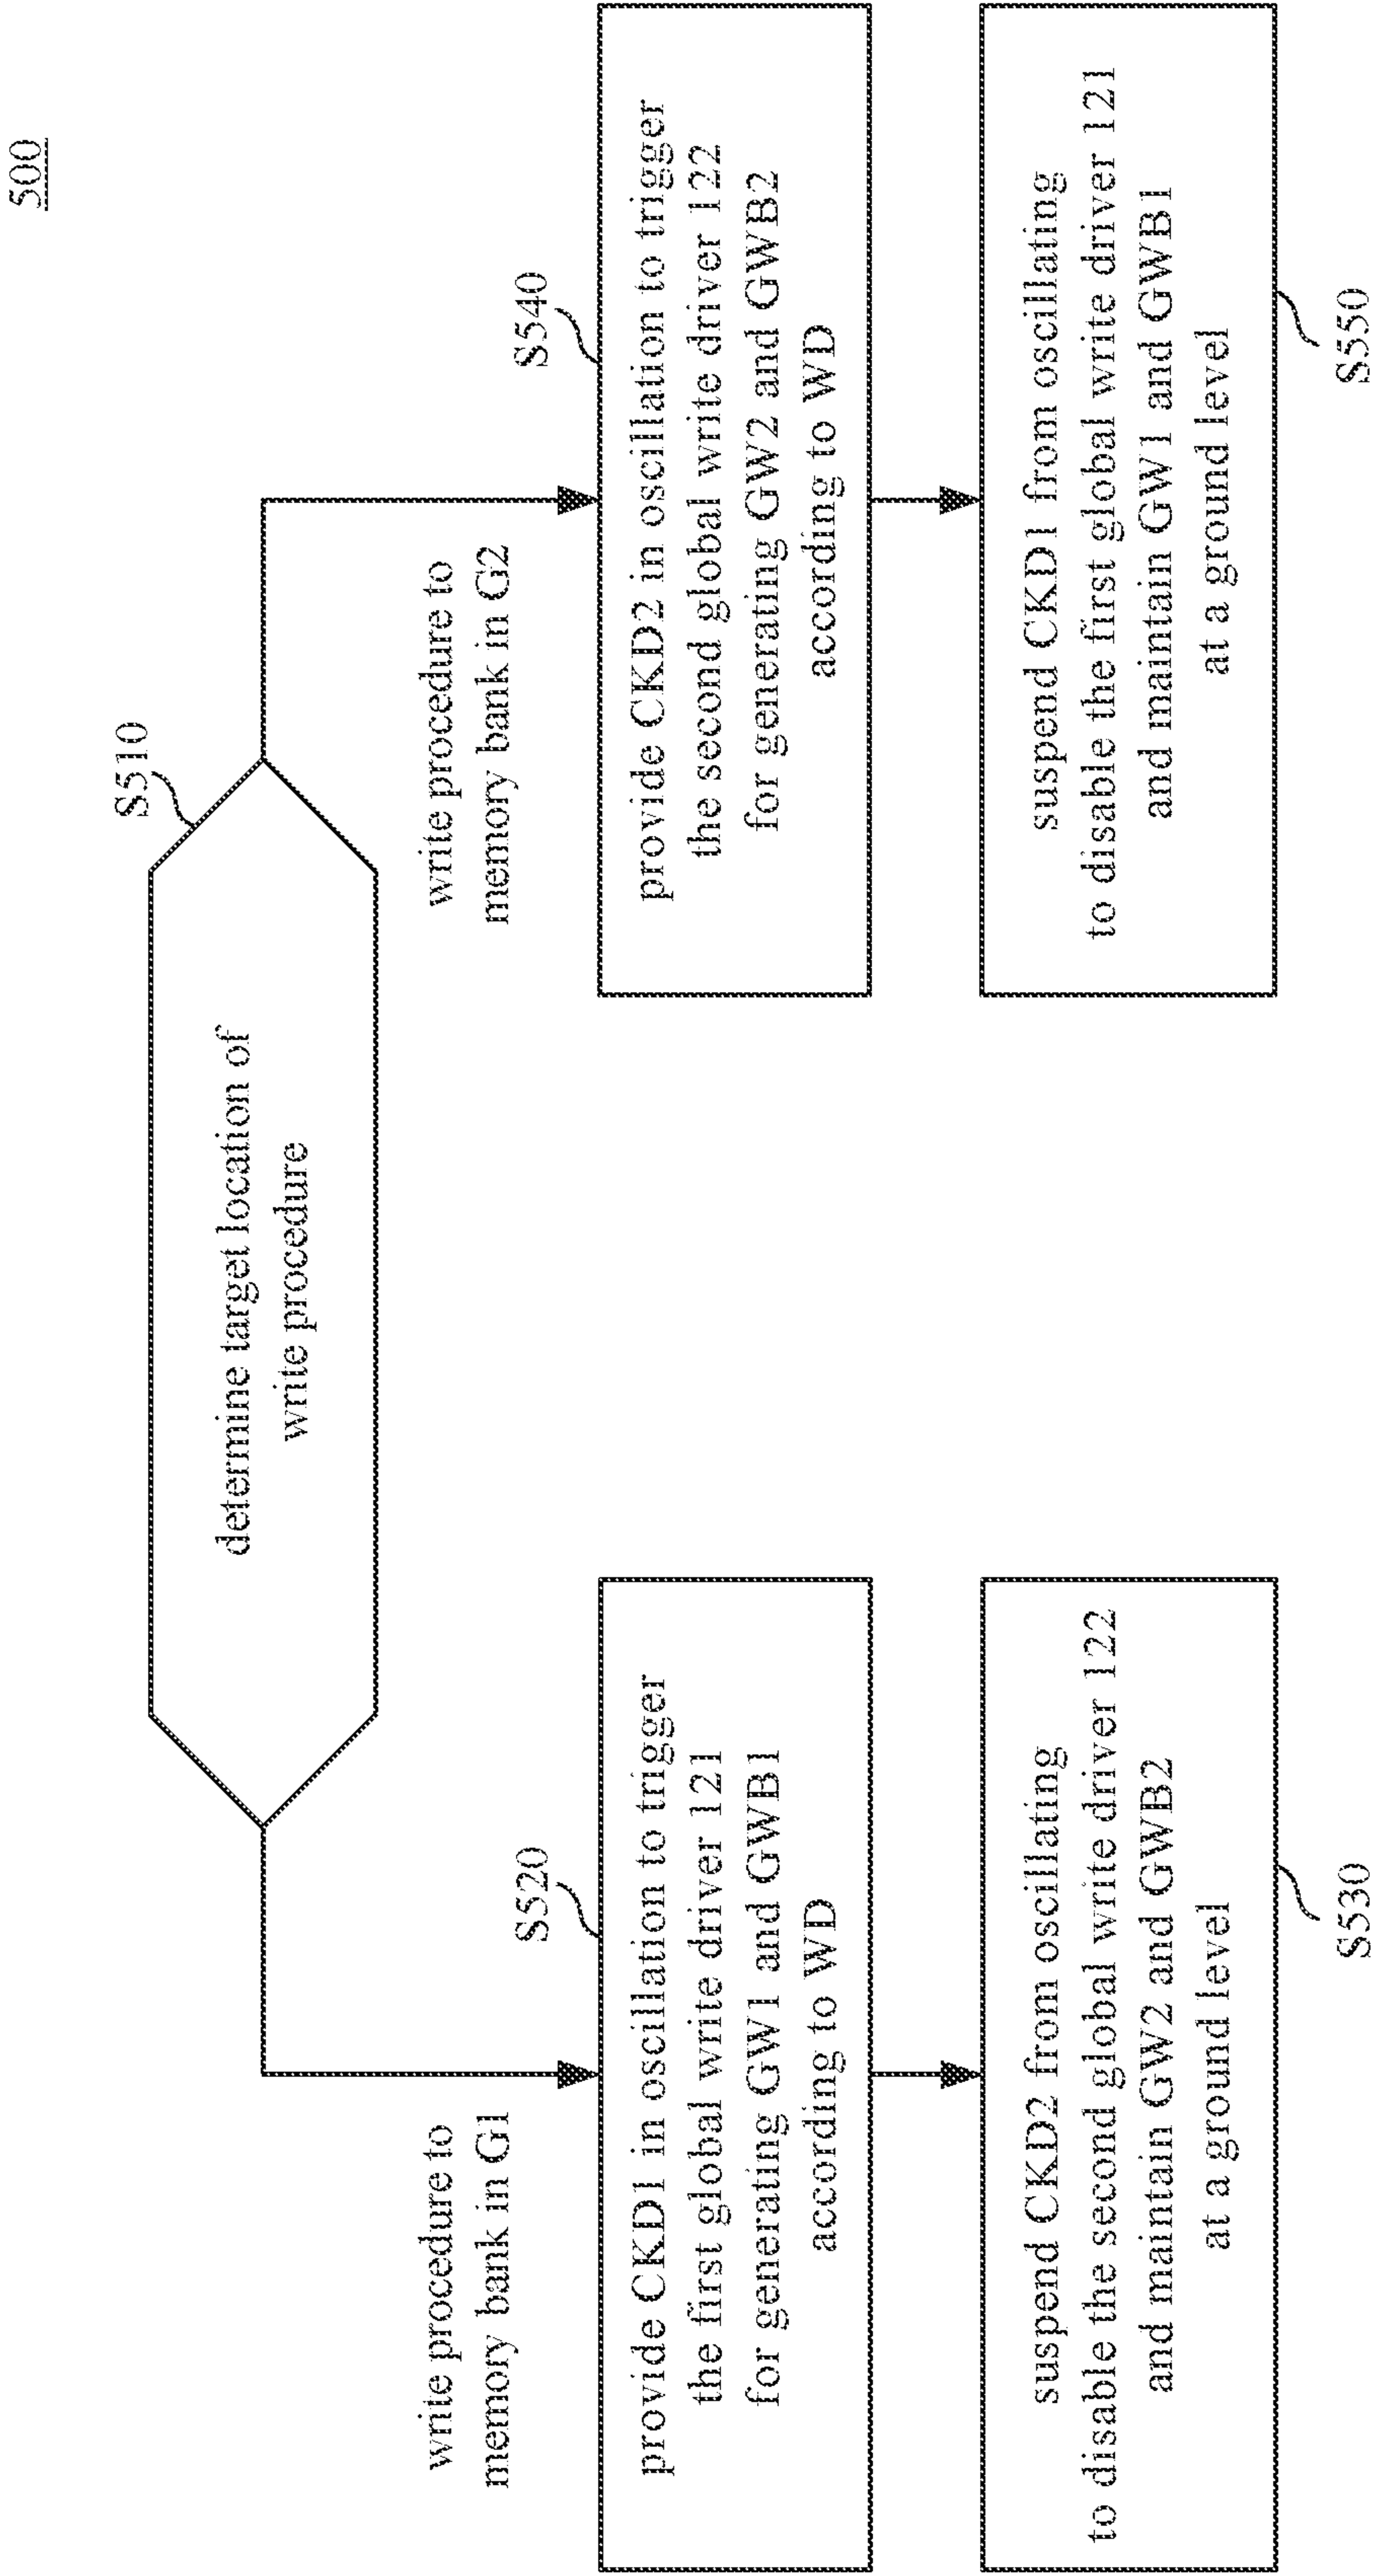 500
S510
determine target location of
write procedure
write procedure to
memory bank in G1
write procedure to
memory bank in G2
S520
provide CKD1 in oscillation to trigger
the first global write driver 121
for generating GW1 and GWB1
according to WD
S540
provide CKD2 in oscillation to trigger
the second global write driver 122
for generating GW2 and GWB2
according to WD
suspend CKD2 from oscillating
to disable the second global write driver 122
and maintain GW2 and GWB2
at a ground level
S530
suspend CKD1 from oscillating
to disable the first global write driver 121
and maintain GW1 and GWB1
at a ground level
S550